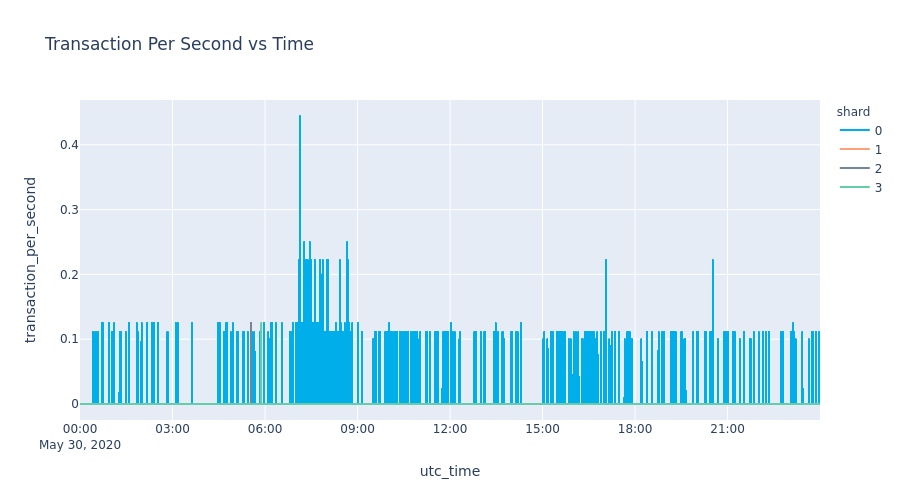 Transaction Per Second vs Time
shard
0
1
2
3
transaction_per_second
0.4
0.3
0.2
0.1
0
00:00 03:00 06:00 09:00 12:00 15:00 18:00 21:00
May 30, 2020
utc_time